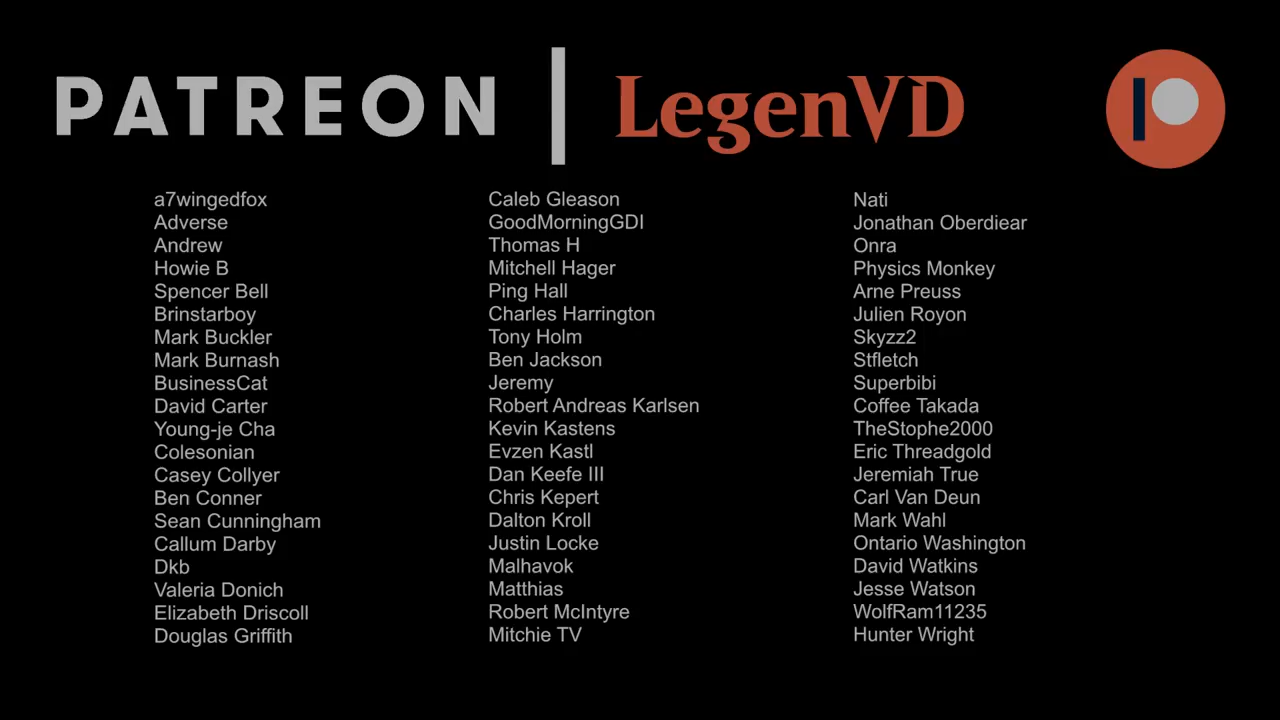 PATREON | LegenVD
a7wingedfox
Adverse
Andrew
Howie B
Spencer Bell
Brinstarboy
Mark Buckler
Mark Burnash
BusinessCat
David Carter
Young-je Cha
Colesonian
Casey Collyer
Ben Conner
Sean Cunningham
Callum Darby
Dkb
Valeria Donich
Elizabeth Driscoll
Douglas Griffith
Caleb Gleason
GoodMorningGDI
Thomas H
Mitchell Hager
Ping Hall
Charles Harrington
Tony Holm
Ben Jackson
Jeremy
Robert Andreas Karlsen
Kevin Kastens
Evzen Kastl
Dan Keefe III
Chris Kepert
Dalton Kroll
Justin Locke
Malhavok
Matthias
Robert McIntyre
Mitchie TV
Nati
Jonathan Oberdiear
Onra
Physics Monkey
Arne Preuss
Julien Royon
Skyzz2
Stfletch
Superbibi
Coffee Takada
TheStophe2000
Eric Threadgold
Jeremiah True
Carl Van Deun
Mark Wahl
Ontario Washington
David Watkins
Jesse Watson
WolfRam11235
Hunter Wright